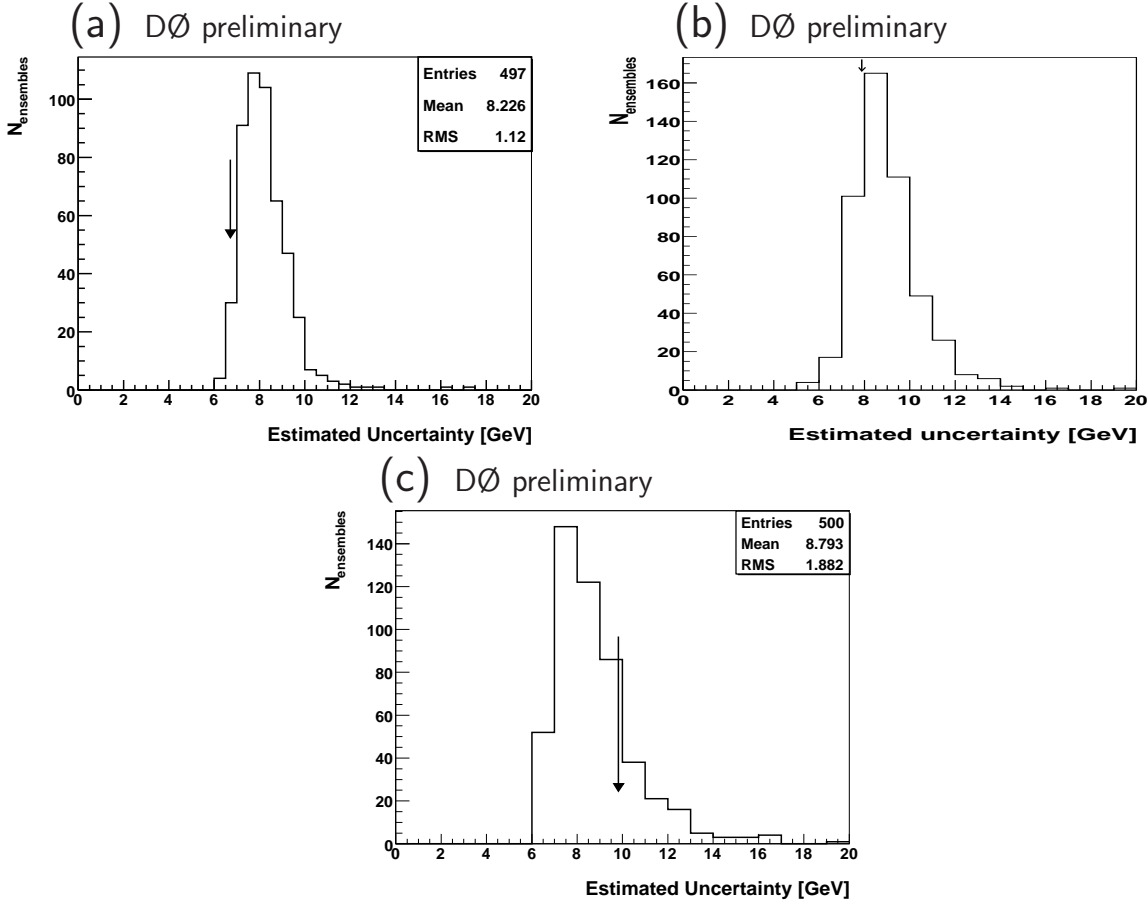 (a) DØ preliminary
N_ensembles
Entries 497
Mean 8.226
RMS 1.12
100
80
60
40
20
0
0 2 4 6 8 10 12 14 16 18 20
Estimated Uncertainty [GeV]
(b) DØ preliminary
N_ensembles
160
140
120
100
80
60
40
20
0
0 2 4 6 8 10 12 14 16 18 20
Estimated uncertainty [GeV]
(c) DØ preliminary
N_ensembles
Entries 500
Mean 8.793
RMS 1.882
140
120
100
80
60
40
20
0
0 2 4 6 8 10 12 14 16 18 20
Estimated Uncertainty [GeV]